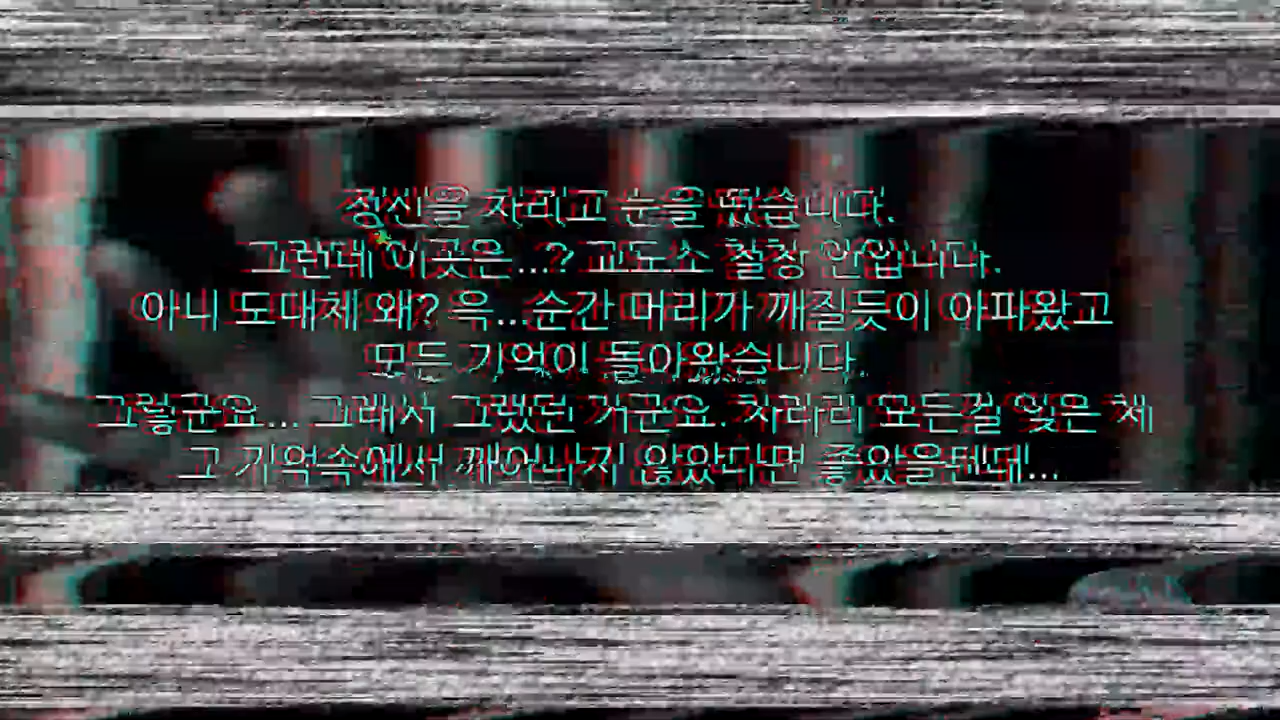 정신을 차리고 눈을 떴습니다.
그런데 이곳은...? 교도소 철창 안입니다.
아니 도대체 왜? 윽...순간 머리가 깨질듯이 아파왔고
모든 기억이 돌아왔습니다.
그렇군요... 그래서 그랬던 거군요. 차라리 모든걸 잊은 채
그 기억속에서 깨어나지 않았다면 좋았을텐데...